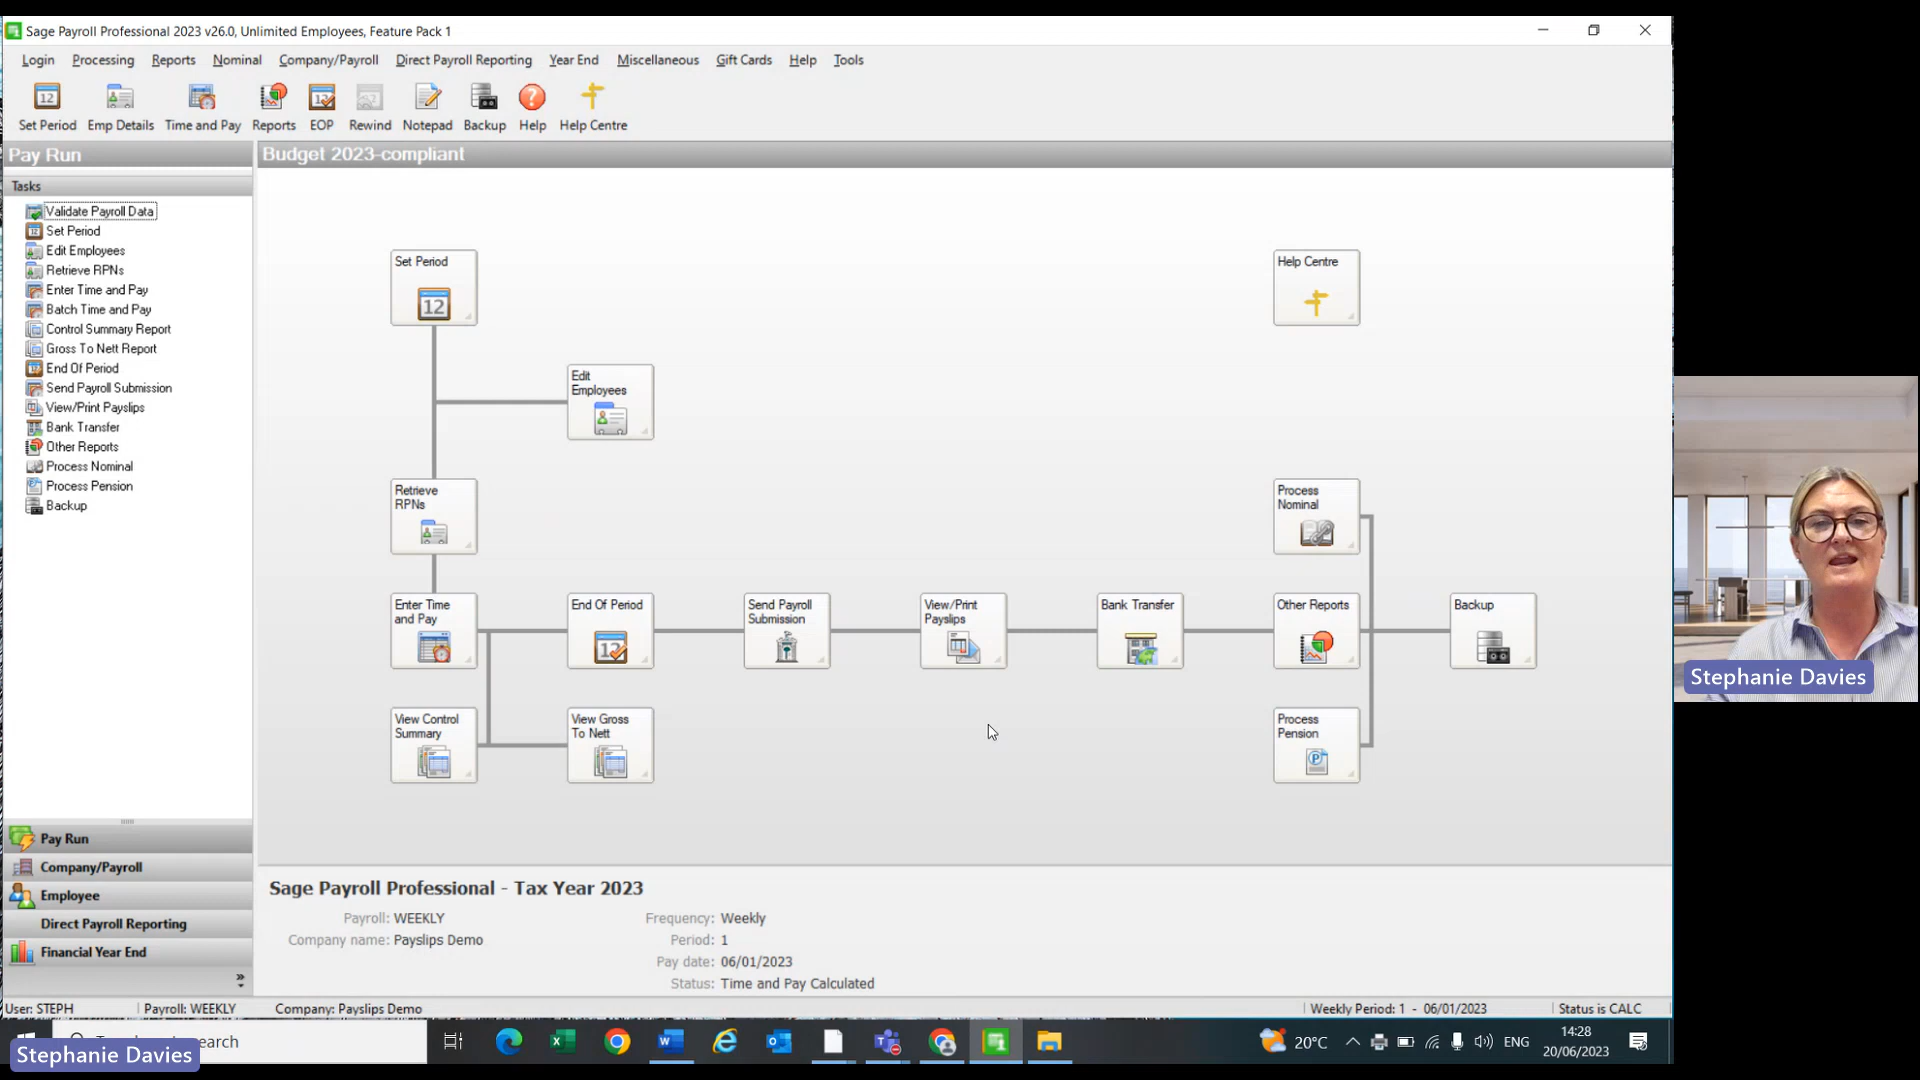 Sage Payroll Professional 2023 v26.0, Unlimited Employees, Feature Pack 1
Login Processing Reports Nominal Company/Payroll Direct Payroll Reporting Year End Miscellaneous Gift Cards Help Tools
Set Period Emp Details Time and Pay Reports EOP Rewind Notepad Backup Help Help Centre
Pay Run
Budget 2023-compliant
Tasks
Validate Payroll Data
Set Period
Edit Employees
Retrieve RPNs
Enter Time and Pay
Batch Time and Pay
Control Summary Report
Gross To Nett Report
End Of Period
Send Payroll Submission
View/Print Payslips
Bank Transfer
Other Reports
Process Nominal
Process Pension
Backup
Set Period
12
Help Centre
Edit
Employees
Retrieve
RPNs
Process
Nominal
Enter Time
and Pay
End Of Period
Send Payroll
Submission
View/Print
Payslips
Bank Transfer
Other Reports
Backup
View Control
Summary
View Gross
To Nett
Process
Pension
Pay Run
Company/Payroll
Employee
Direct Payroll Reporting
Financial Year End
Sage Payroll Professional - Tax Year 2023
Payroll: WEEKLY
Company name: Payslips Demo
Frequency: Weekly
Period: 1
Pay date: 06/01/2023
Status: Time and Pay Calculated
User: STEPH Payroll: WEEKLY Company: Payslips Demo Weekly Period: 1 - 06/01/2023 Status is CALC
search
20°C ENG
14:28
20/06/2023
Stephanie Davies
Stephanie Davies